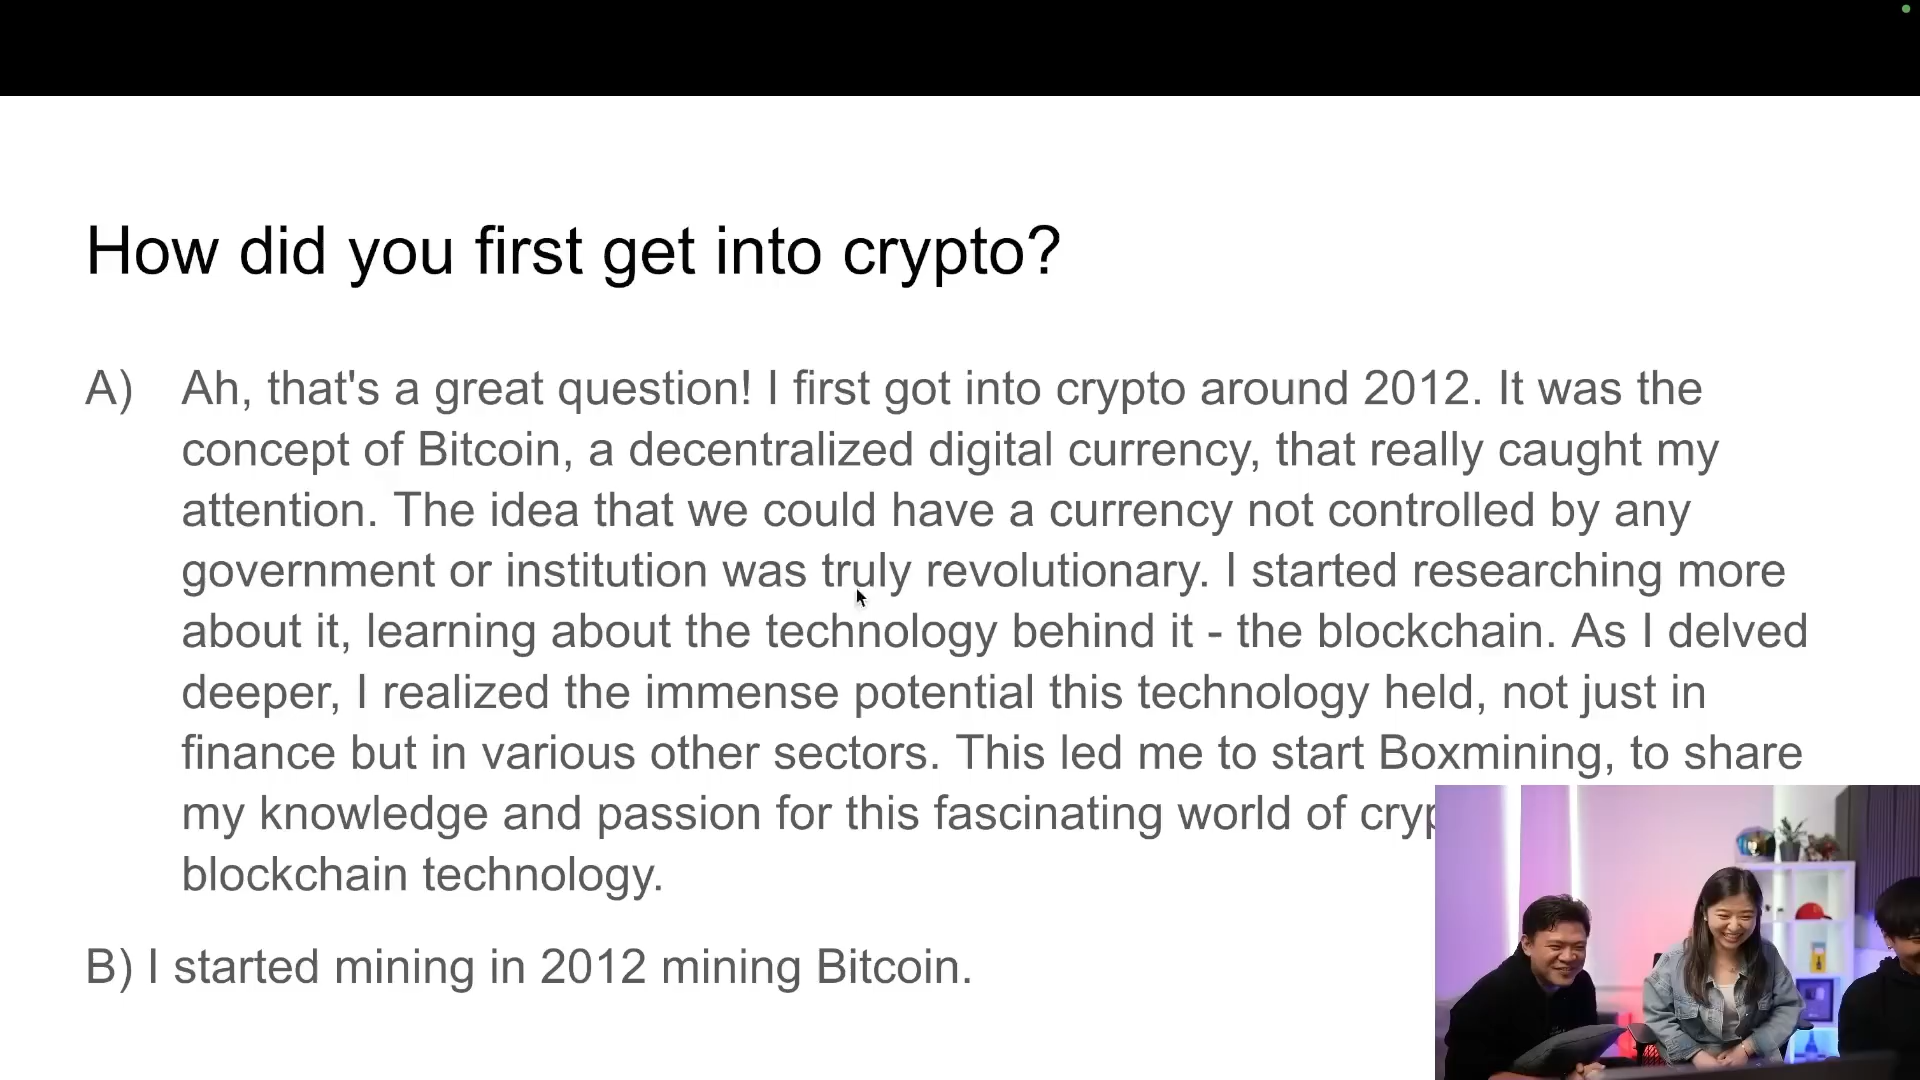 How did you first get into crypto?
A) Ah, that's a great question! I first got into crypto around 2012. It was the
concept of Bitcoin, a decentralized digital currency, that really caught my
attention. The idea that we could have a currency not controlled by any
government or institution was truly revolutionary. I started researching more
about it, learning about the technology behind it - the blockchain. As I delved
deeper, I realized the immense potential this technology held, not just in
finance but in various other sectors. This led me to start Boxmining, to share
my knowledge and passion for this fascinating world of
blockchain technology.
B) I started mining in 2012 mining Bitcoin.